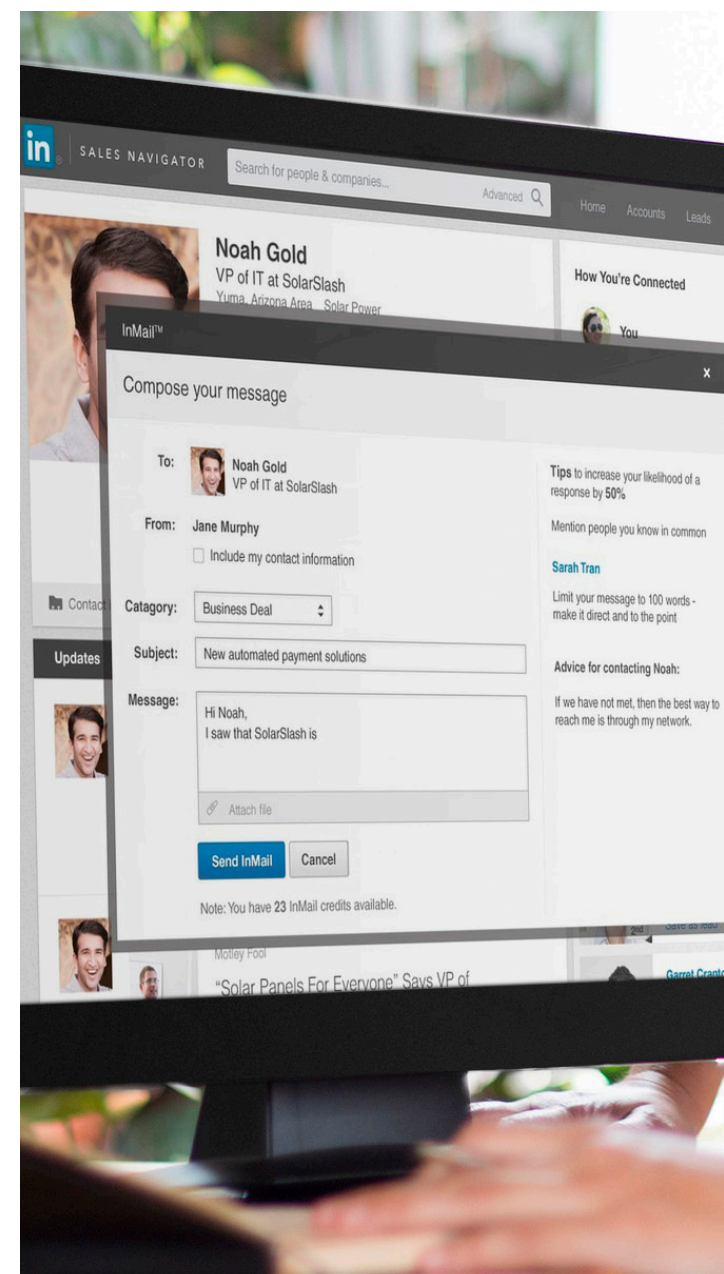 in
SALES NAVIGATOR
Search for people & companies...
Advanced
Home
Accounts
Leads
Noah Gold
VP of IT at SolarSlash
Yuma, Arizona Area
Solar Power
How You're Connected
You
InMail™
x
Compose your message
To:
Noah Gold
VP of IT at SolarSlash
From:
Jane Murphy
Include my contact information
Catagory:
Business Deal
Subject:
New automated payment solutions
Message:
Hi Noah,
I saw that SolarSlash is
Attach file
Send InMail
Cancel
Note: You have 23 InMail credits available.
Tips to increase your likelihood of a
response by 50%
Mention people you know in common
Sarah Tran
Limit your message to 100 words -
make it direct and to the point
Advice for contacting Noah:
If we have not met, then the best way to
reach me is through my network.
Contact
Updates
Motley Fool
"Solar Panels For Everyone" Says VP of
2nd
Save as lead
Garret